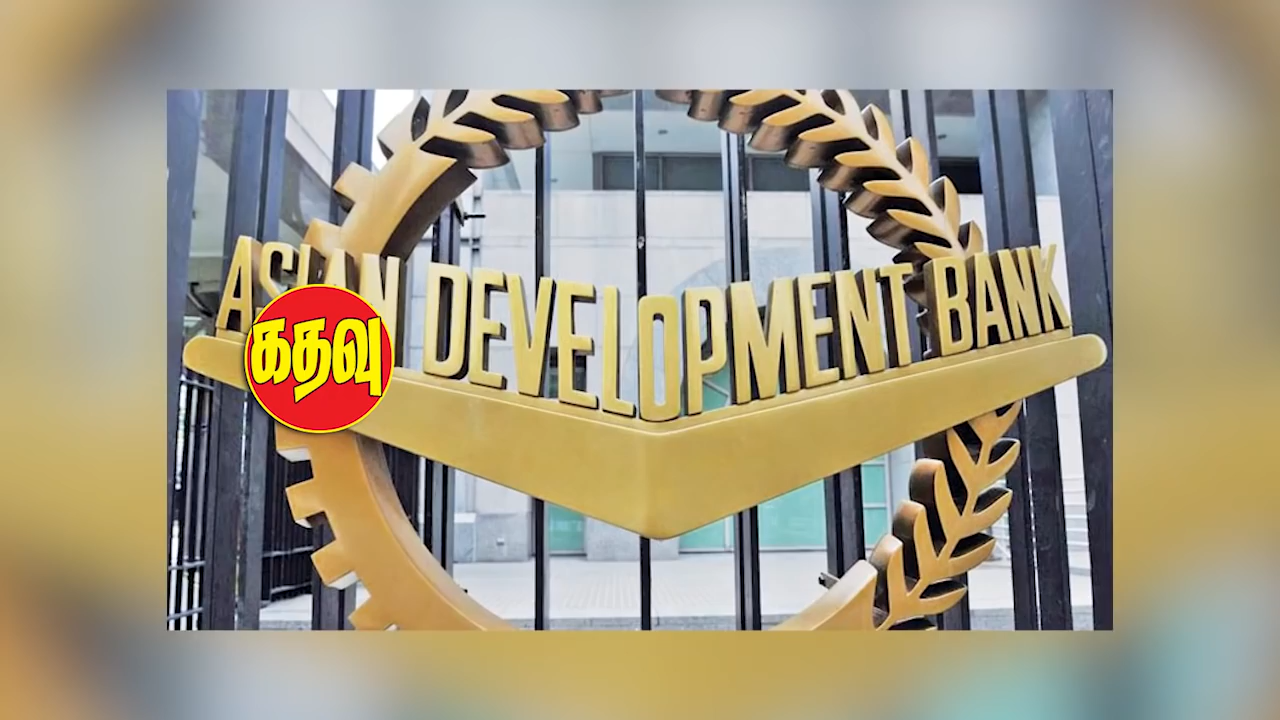 ASIAN DEVELOPMENT BANK
கதவு